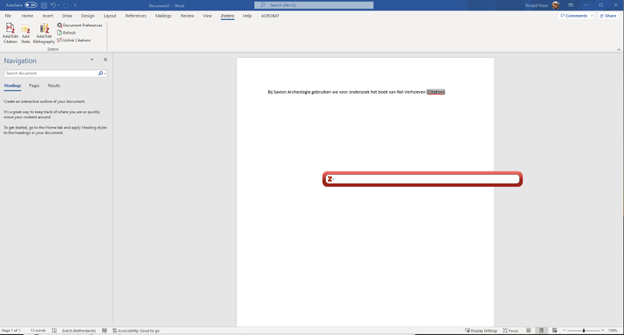 AutoSave On Document3 - Word Search (Alt+Q) Ronald Visser
File Home Insert Draw Design Layout References Mailings Review View Zotero Help ACROBAT Comments Share
Add/Edit Citation Add Note Add/Edit Bibliography Document Preferences
Refresh
Unlink Citations
Zotero
Navigation
Search document
Headings Pages Results
Create an interactive outline of your document.
It's a great way to keep track of where you are or quickly
move your content around.
To get started, go to the Home tab and apply Heading styles
to the headings in your document.
Bij Saxion Archeologie gebruiken we voor onderzoek het boek van Nel Verhoeven {Citation}.
Z
Page 1 of 1 13 words Dutch (Netherlands) Accessibility: Good to go Display Settings Focus 100%